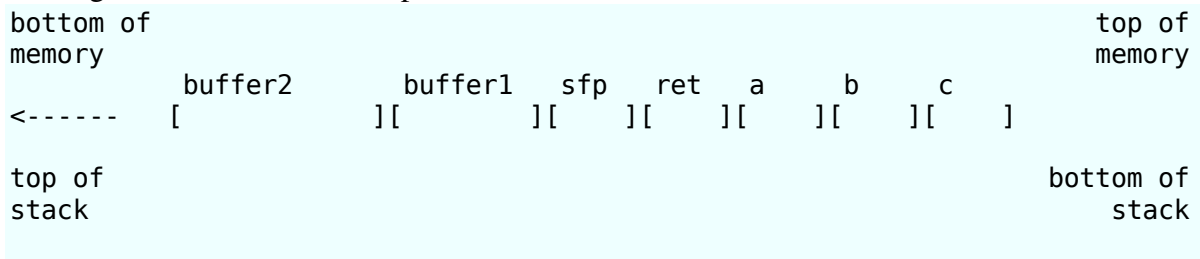 bottom of                                                            top of
memory                                                               memory
           buffer2       buffer1   sfp   ret   a     b     c
<------   [            ][        ][    ][    ][    ][    ][    ]
top of                                                            bottom of
stack                                                                 stack